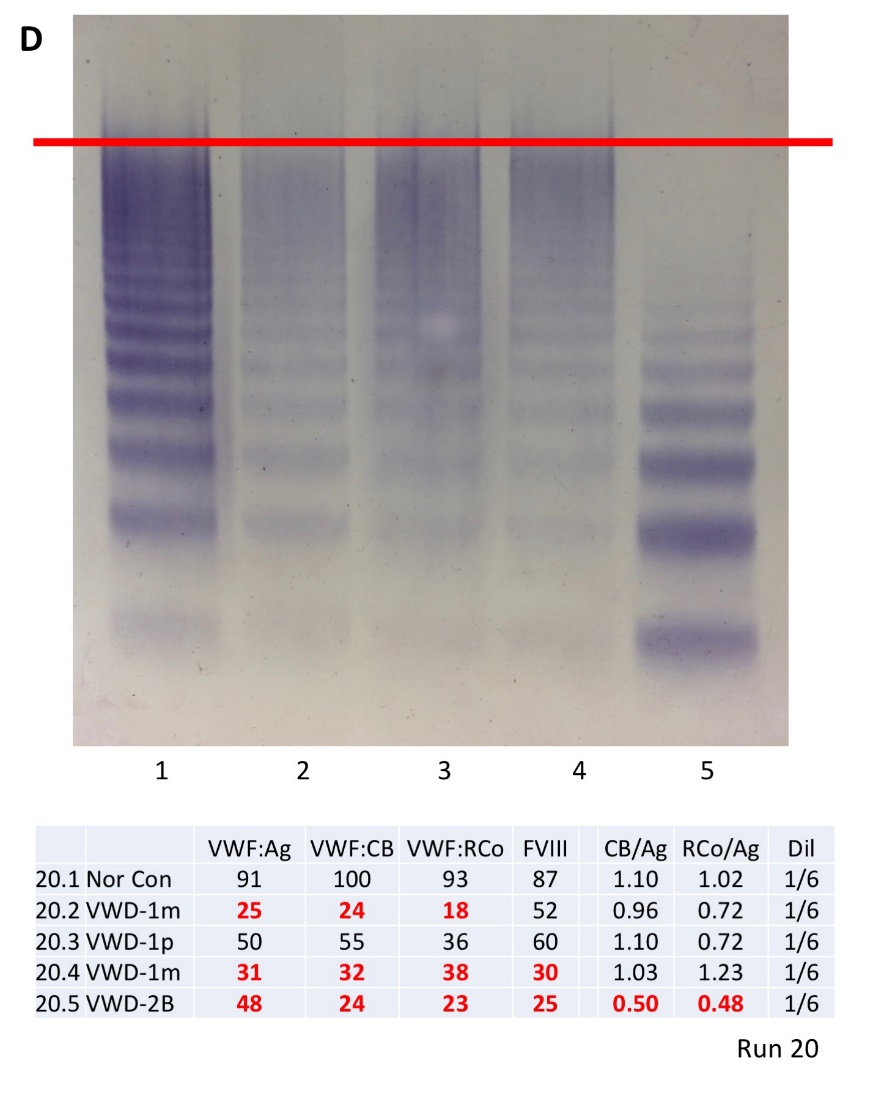 D
1 2 3 4 5
VWF:Ag VWF:CB VWF:RCo FVIII CB/Ag RCo/Ag Dil
20.1 Nor Con 91 100 93 87 1.10 1.02 1/6
20.2 VWD-1m 25 24 18 52 0.96 0.72 1/6
20.3 VWD-1p 50 55 36 60 1.10 0.72 1/6
20.4 VWD-1m 31 32 38 30 1.03 1.23 1/6
20.5 VWD-2B 48 24 23 25 0.50 0.48 1/6
Run 20